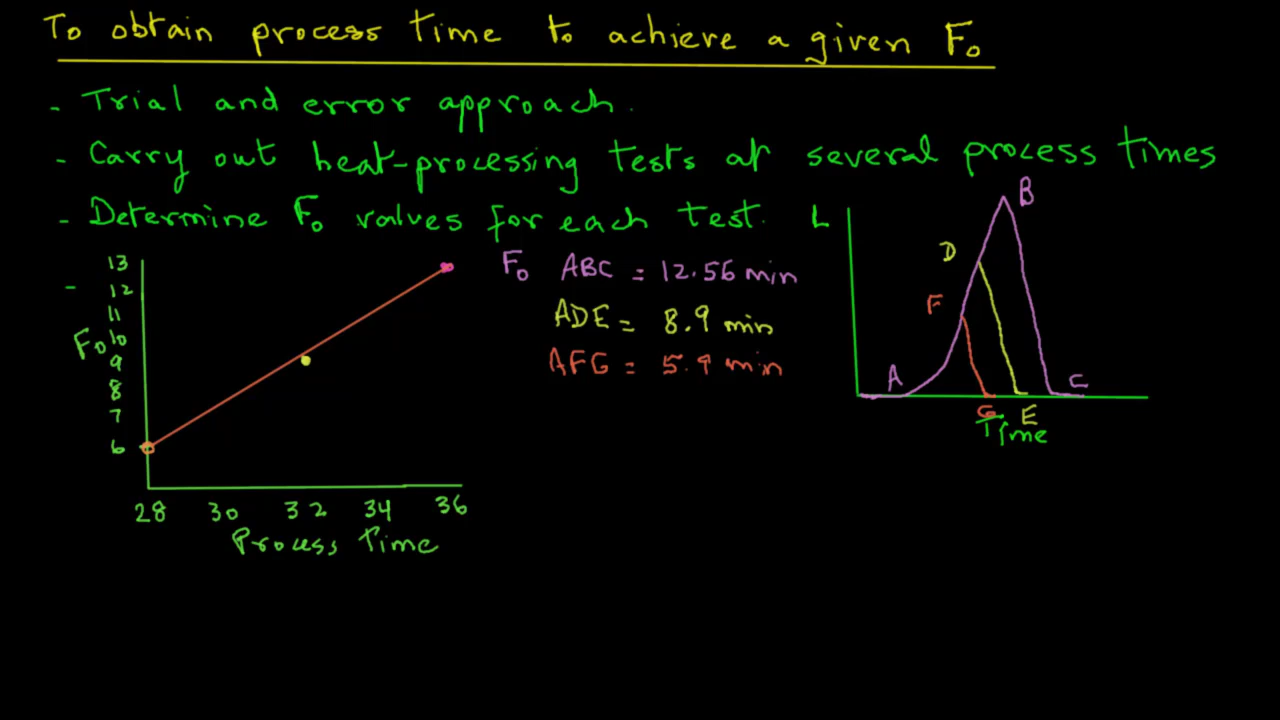 To obtain process time to achieve a given F₀
- Trial and error approach.
- Carry out heat-processing tests at several process times
- Determine F₀ values for each test.
L
B
D
F
A
C
G
E
Time
F₀ ABC = 12.56 min
ADE = 8.9 min
AFG = 5.9 min
-
13
12
11
10
9
8
7
6
F₀
28 30 32 34 36
Process Time